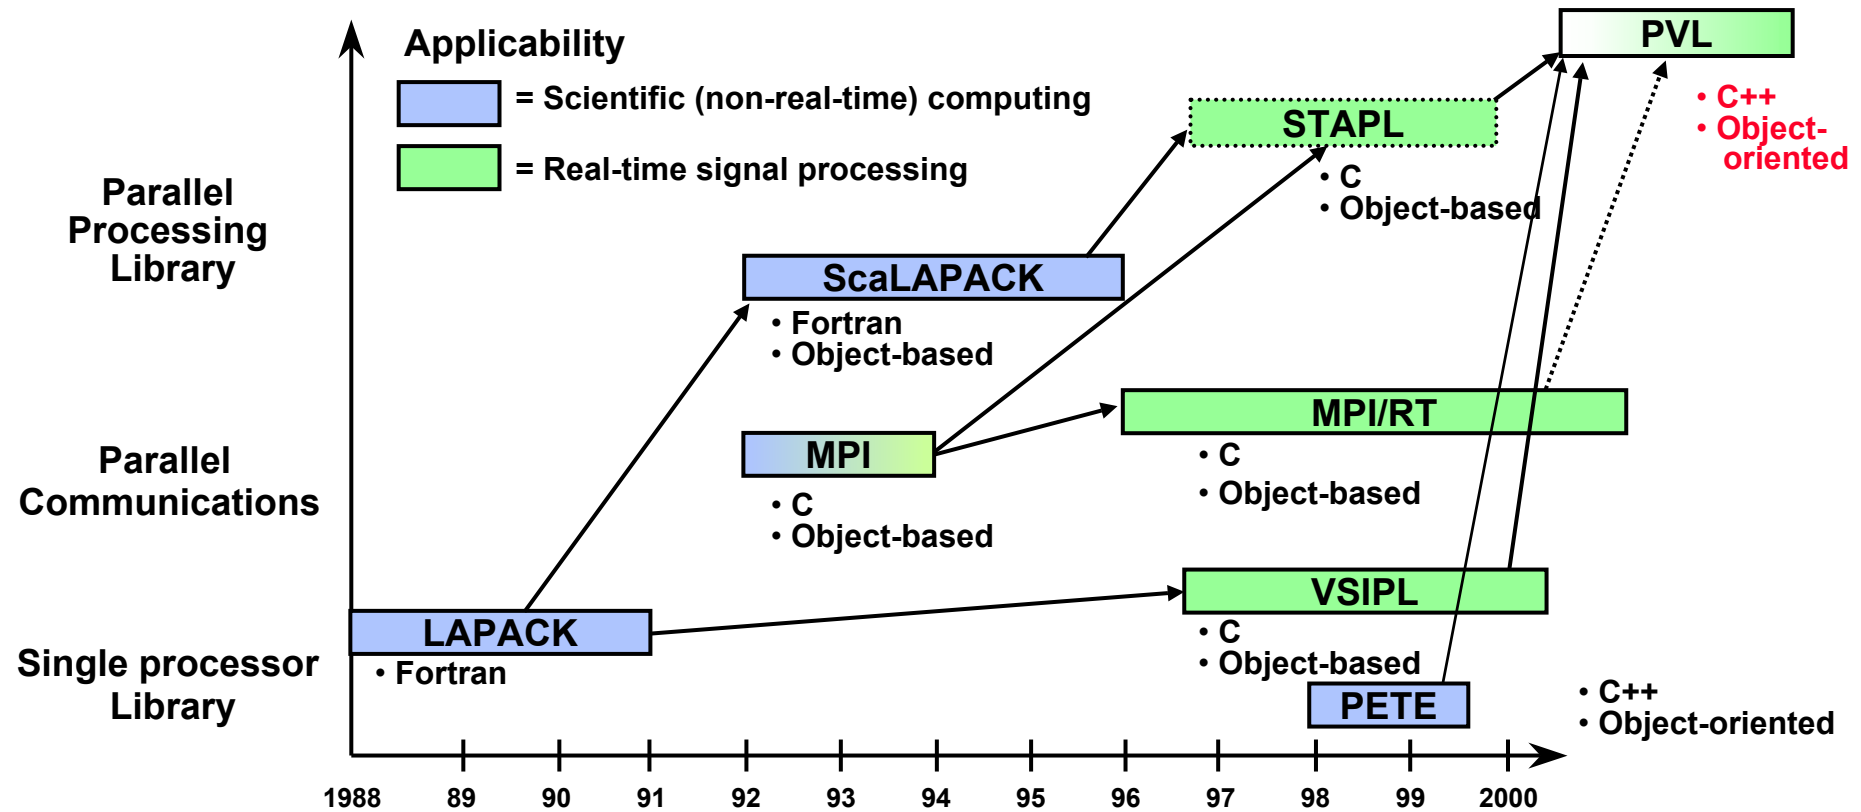 Applicability
= Scientific (non-real-time) computing
= Real-time signal processing
PVL
• C++
• Object-
oriented
STAPL
• C
• Object-based
Parallel
Processing
Library
ScaLAPACK
• Fortran
• Object-based
MPI/RT
• C
• Object-based
Parallel
Communications
MPI
• C
• Object-based
VSIPL
• C
• Object-based
LAPACK
• Fortran
Single processor
Library
PETE
• C++
• Object-oriented
1988 89 90 91 92 93 94 95 96 97 98 99 2000